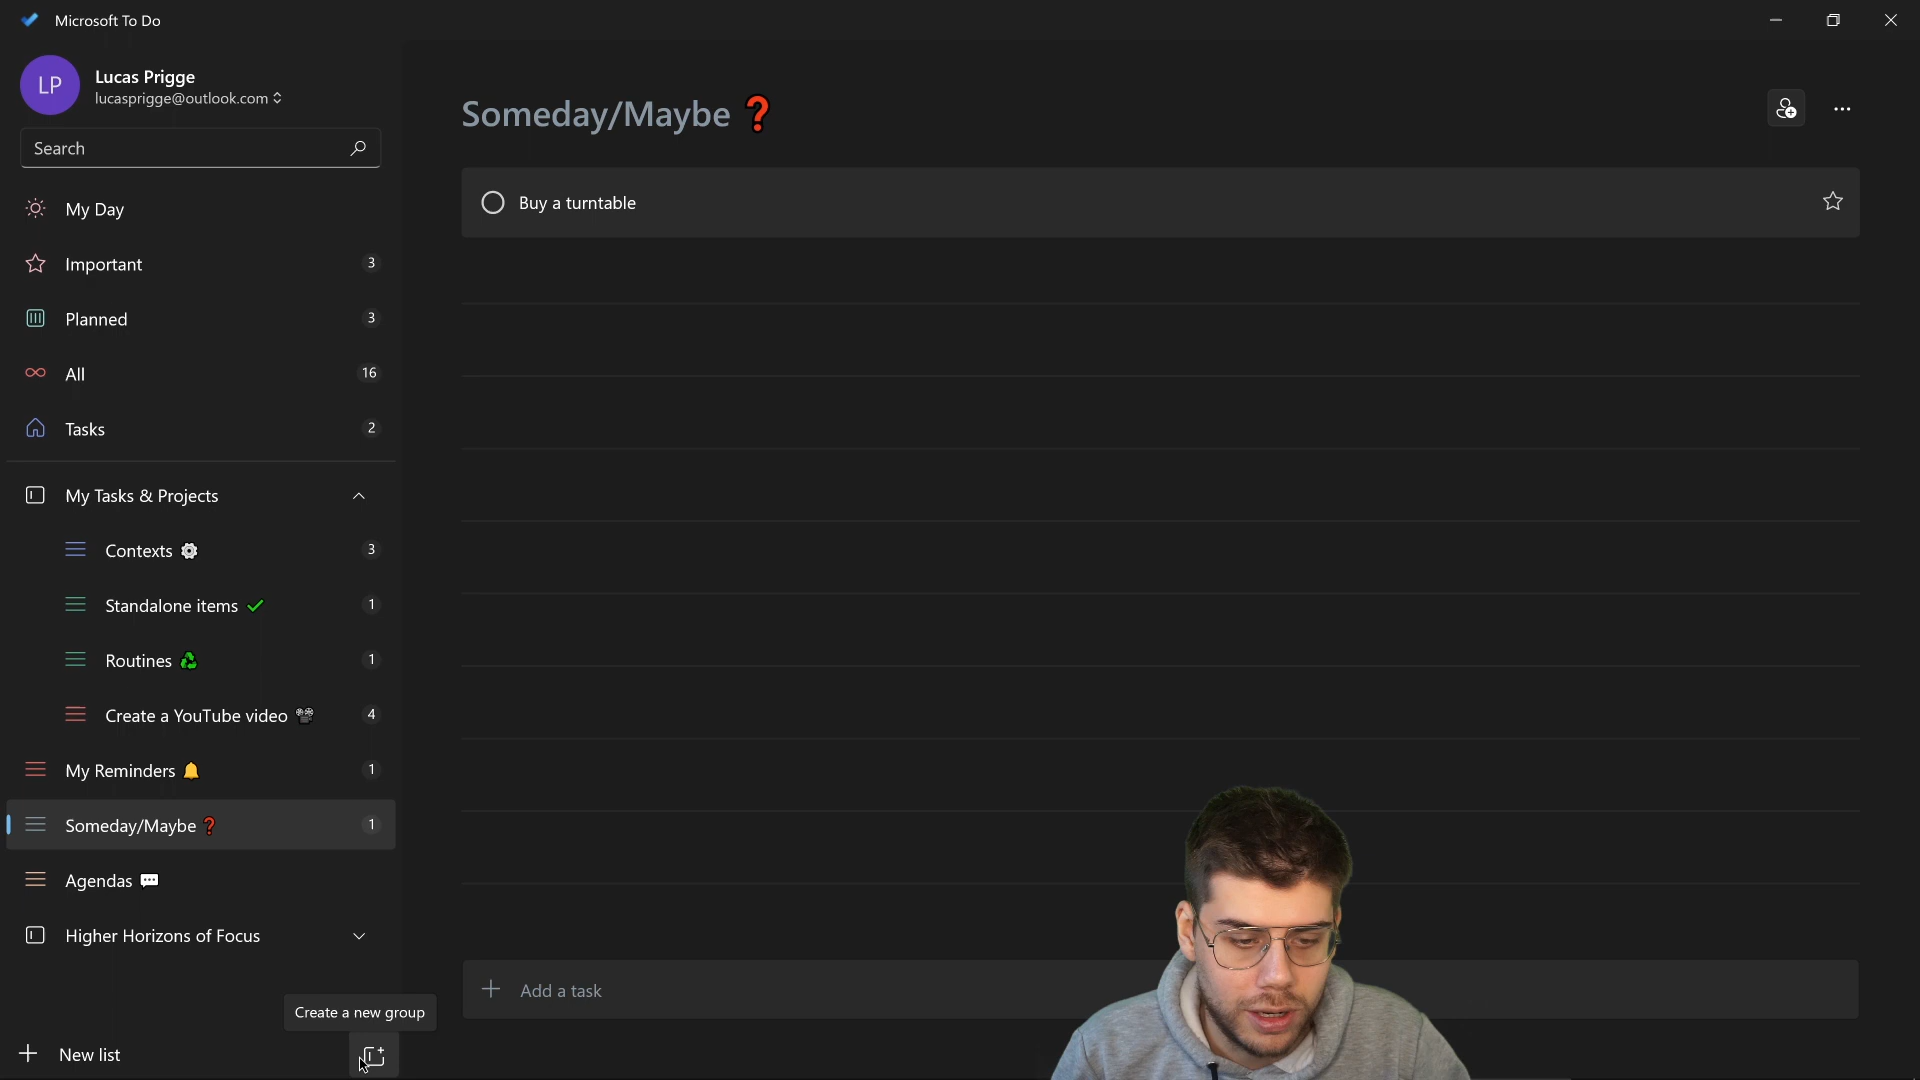 Microsoft To Do
LP
Lucas Prigge
lucasprigge@outlook.com
Search
My Day
Important 3
Planned 3
All 16
Tasks 2
My Tasks & Projects
Contexts 3
Standalone items 1
Routines 1
Create a YouTube video 4
My Reminders 1
Someday/Maybe ❓ 1
Agendas
Higher Horizons of Focus
Create a new group
New list
Someday/Maybe ❓
Buy a turntable
Add a task